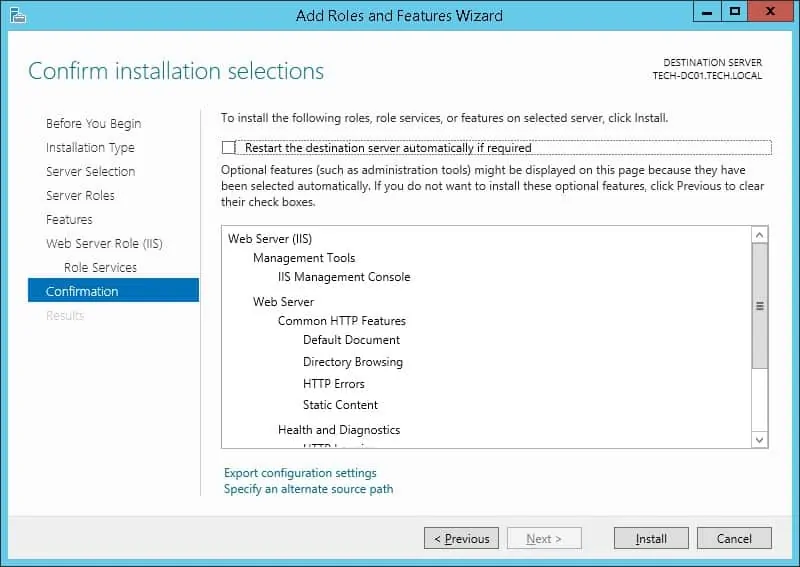 Add Roles and Features Wizard
Confirm installation selections
DESTINATION SERVER
TECH-DC01.TECH.LOCAL
Before You Begin
Installation Type
Server Selection
Server Roles
Features
Web Server Role (IIS)
Role Services
Confirmation
Results
To install the following roles, role services, or features on selected server, click Install.
Restart the destination server automatically if required
Optional features (such as administration tools) might be displayed on this page because they have
been selected automatically. If you do not want to install these optional features, click Previous to clear
their check boxes.
Web Server (IIS)
Management Tools
IIS Management Console
Web Server
Common HTTP Features
Default Document
Directory Browsing
HTTP Errors
Static Content
Health and Diagnostics
Export configuration settings
Specify an alternate source path
< Previous
Next >
Install
Cancel